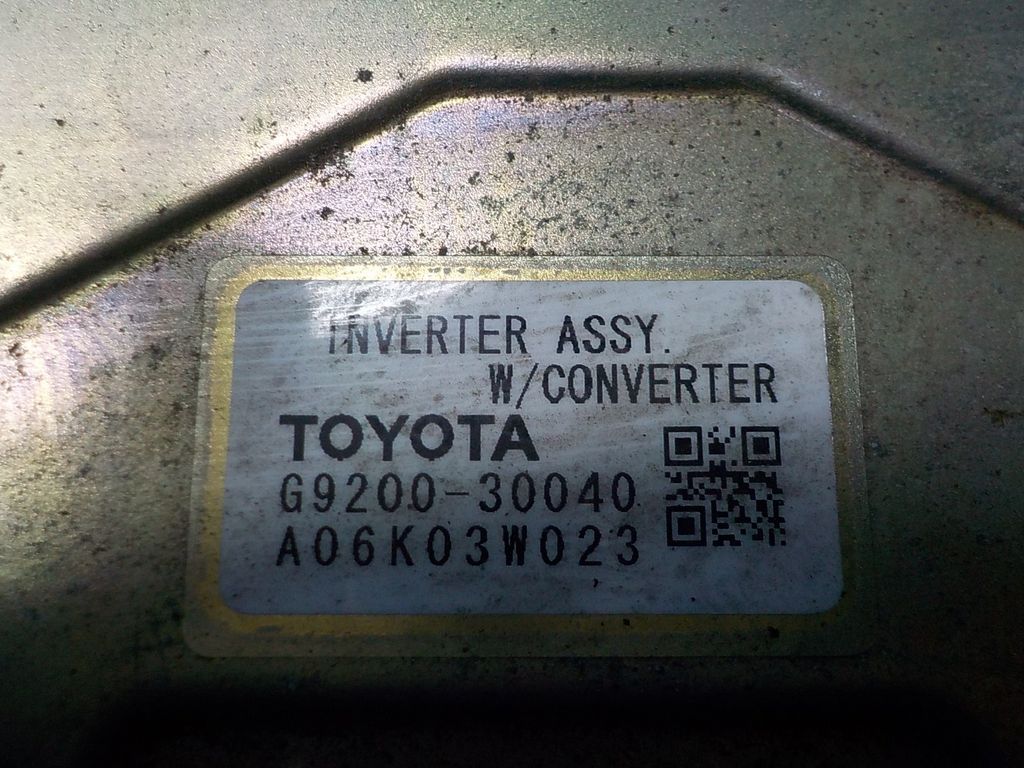 INVERTER ASSY.
W/CONVERTER
TOYOTA
G9200-30040
A06K03W023